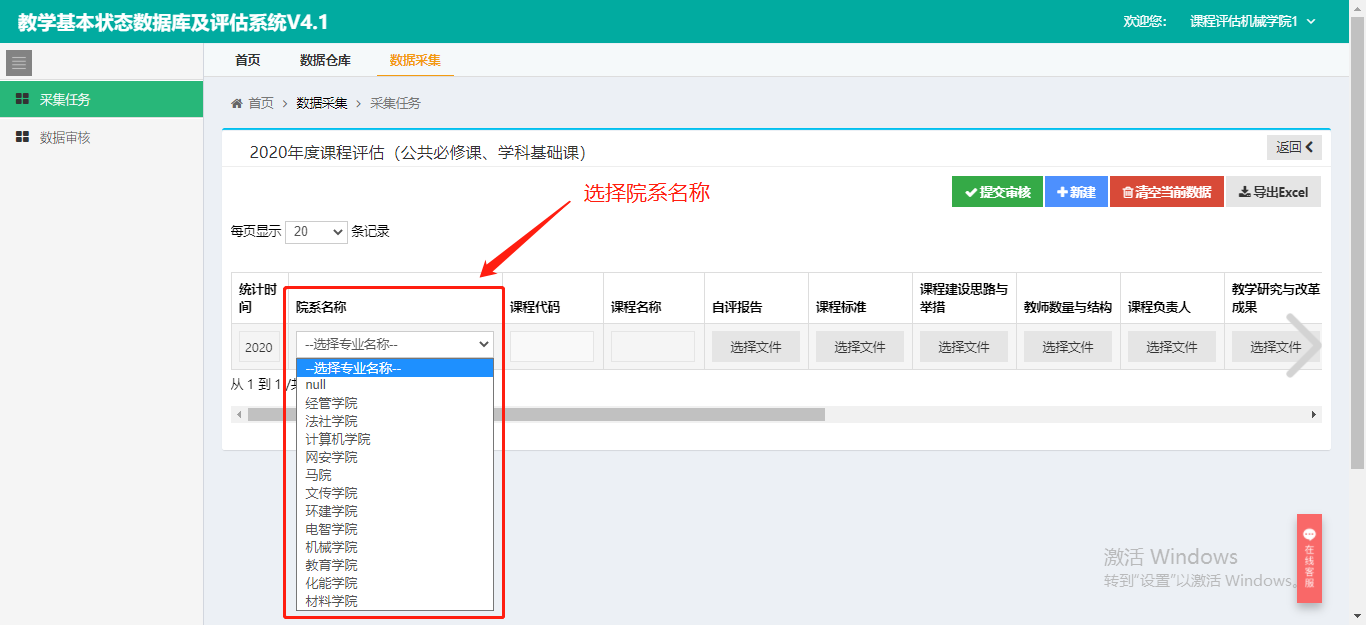 教学基本状态数据库及评估系统V4.1
欢迎您: 课程评估机械学院1
首页 数据仓库 数据采集
采集任务
数据审核
首页 > 数据采集 > 采集任务
2020年度课程评估（公共必修课、学科基础课）
返回
选择院系名称
提交审核 新建 清空当前数据 导出Excel
每页显示 20 条记录
统计时间 院系名称 课程代码 课程名称 自评报告 课程标准 课程建设思路与举措 教师数量与结构 课程负责人 教学研究与改革成果
2020 --选择专业名称-- 选择文件 选择文件 选择文件 选择文件 选择文件 选择文件
--选择专业名称--
从 1 到 1 /共
null
经管学院
法社学院
计算机学院
网安学院
马院
文传学院
环建学院
电智学院
机械学院
教育学院
化能学院
材料学院
激活 Windows
转到"设置"以激活 Windows。
在线客服